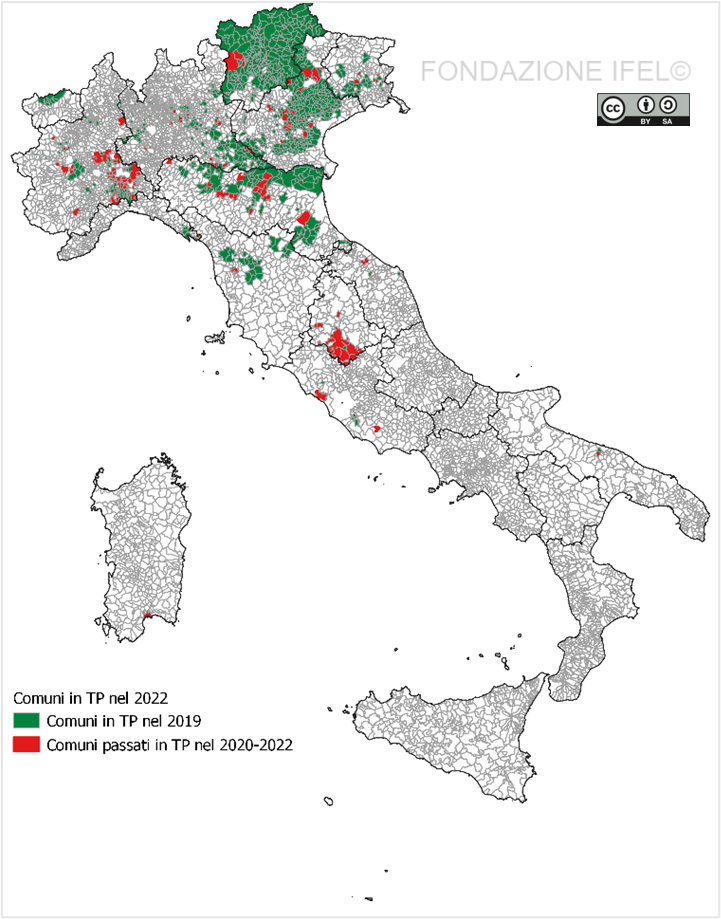 FONDAZIONE IFEL©
cc
BY SA
Comuni in TP nel 2022
Comuni in TP nel 2019
Comuni passati in TP nel 2020-2022